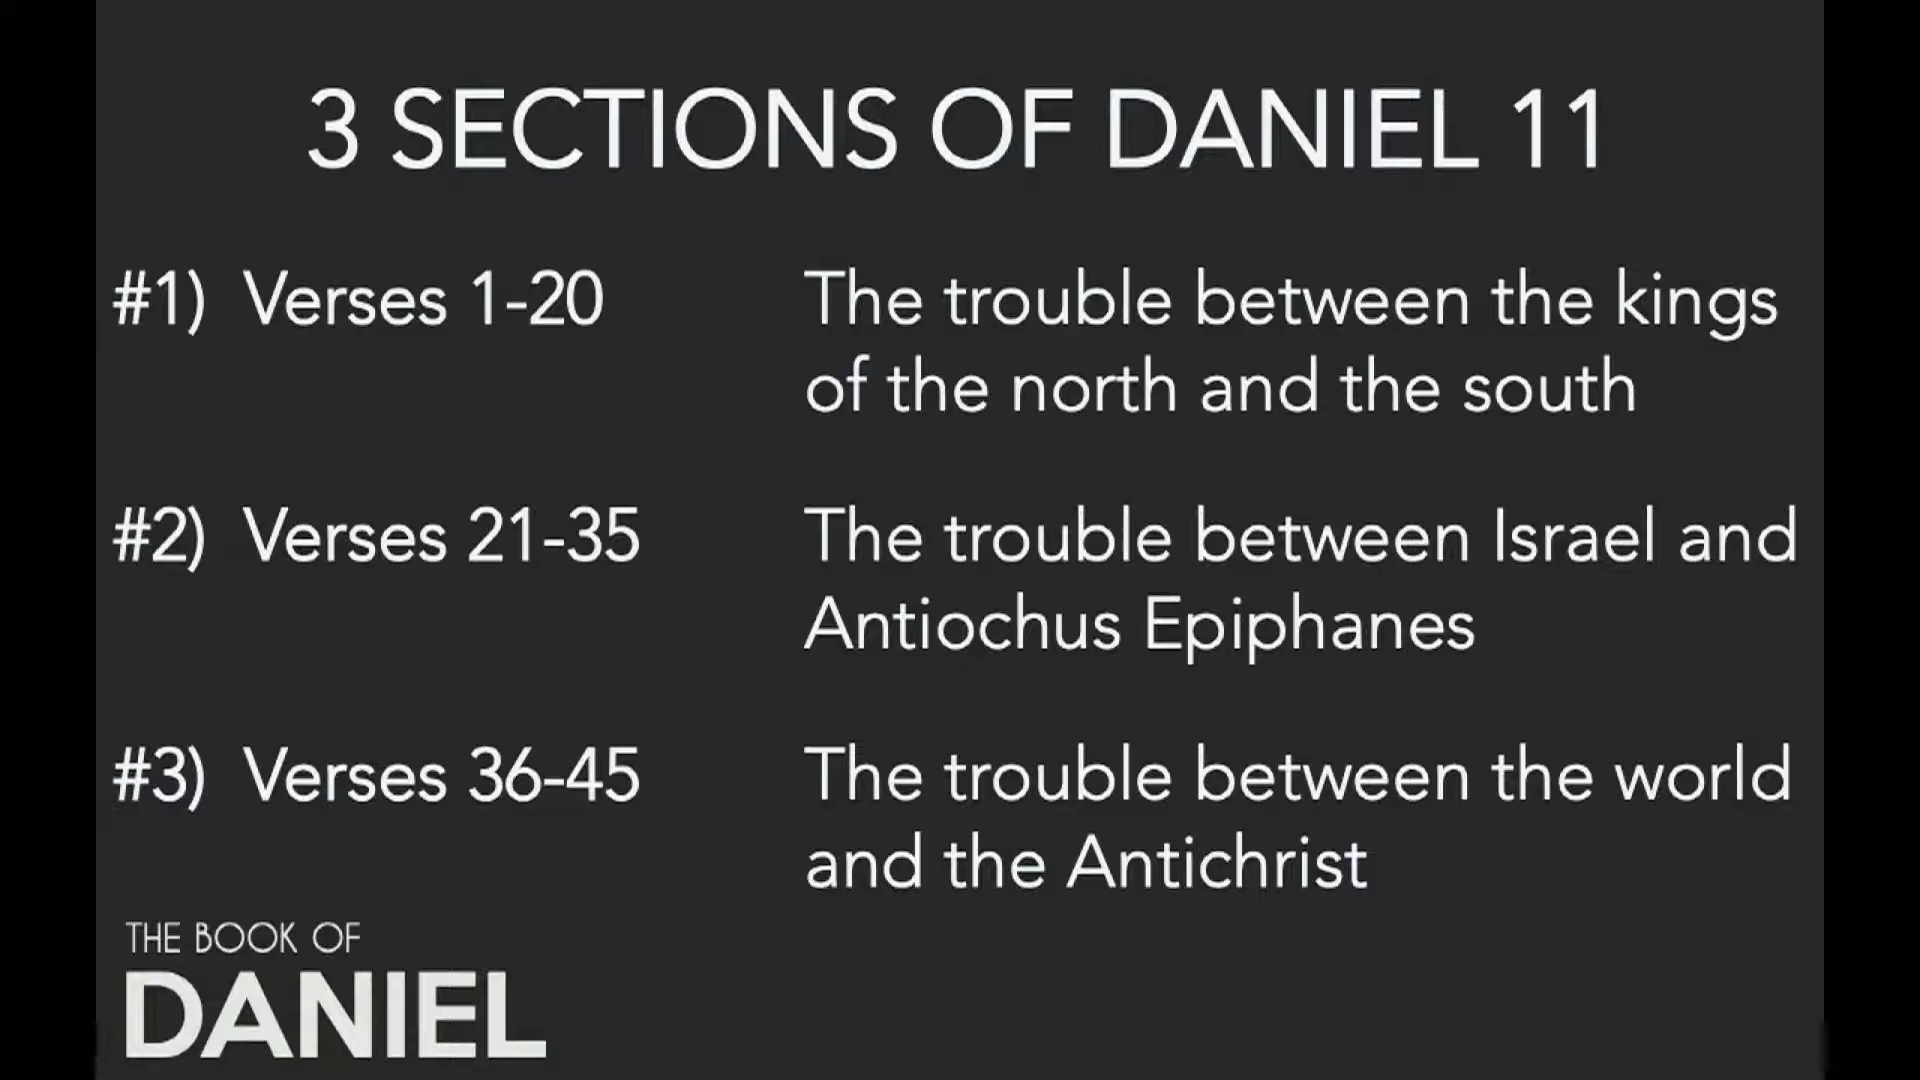 3 SECTIONS OF DANIEL 11
#1) Verses 1-20 The trouble between the kings
of the north and the south
#2) Verses 21-35 The trouble between Israel and
Antiochus Epiphanes
#3) Verses 36-45 The trouble between the world
and the Antichrist
THE BOOK OF
DANIEL